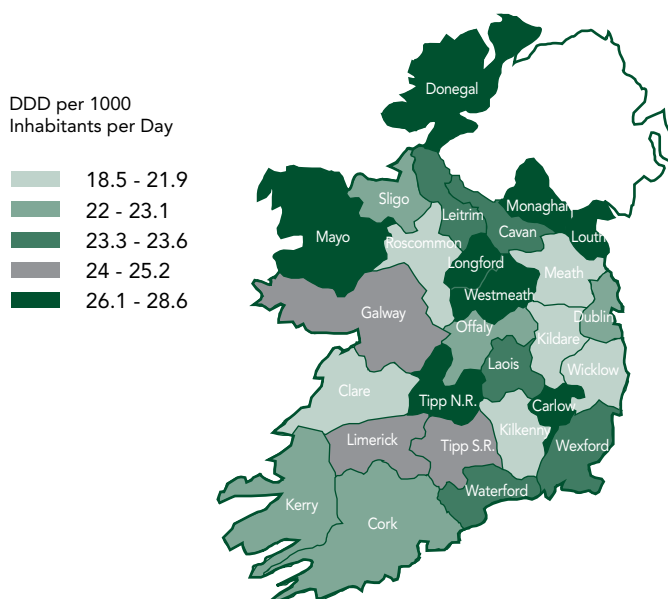 DDD per 1000
Inhabitants per Day
18.5 - 21.9
22 - 23.1
23.3 - 23.6
24 - 25.2
26.1 - 28.6
Donegal
Sligo
Leitrim
Monaghan
Cavan
Louth
Mayo
Roscommon
Longford
Meath
Westmeath
Galway
Offaly
Dublin
Kildare
Laois
Wicklow
Clare
Tipp N.R.
Carlow
Kilkenny
Limerick
Tipp S.R.
Wexford
Waterford
Kerry
Cork